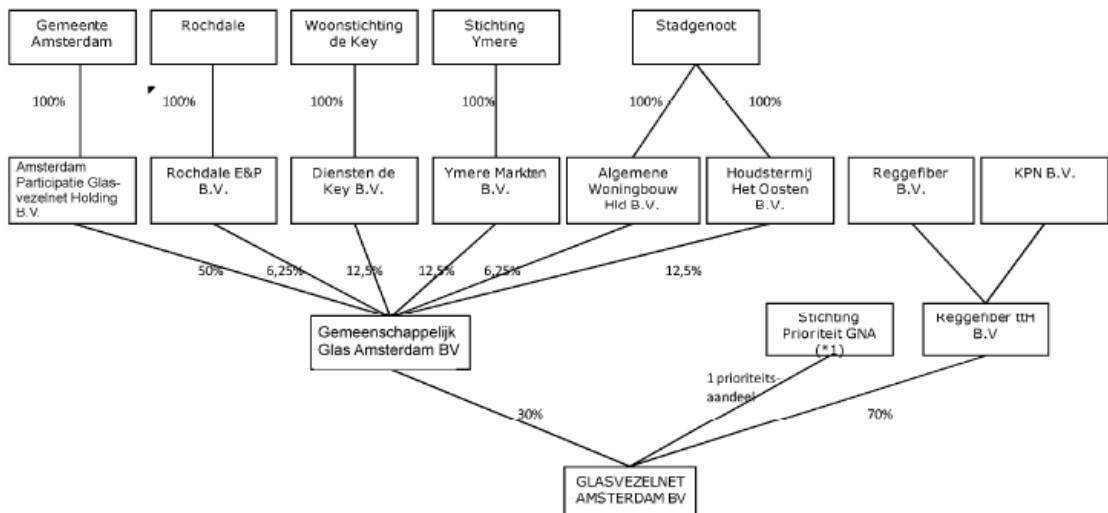 Gemeente
Amsterdam
Rochdale
Woonstichting
de Key
Stichting
Ymere
Stadgenoot
100%
100%
100%
100%
100%
100%
Amsterdam
Participatie Glas-
vezelnet Holding
B.V.
Rochdale E&P
B.V.
Diensten de
Key B.V.
Ymere Markten
B.V.
Algemene
Woningbouw
Hld B.V.
Houdstermij
Het Oosten
B.V.
Reggefiber
B.V.
KPN B.V.
50%
6,25%
12,5%
12,5%
6,25%
12,5%
Gemeenschappelijk
Glas Amsterdam BV
Stichting
Prioriteit GNA
(*1)
Reggefiber ttH
B.V
1 prioriteits-
aandeel
30%
70%
GLASVEZELNET
AMSTERDAM BV